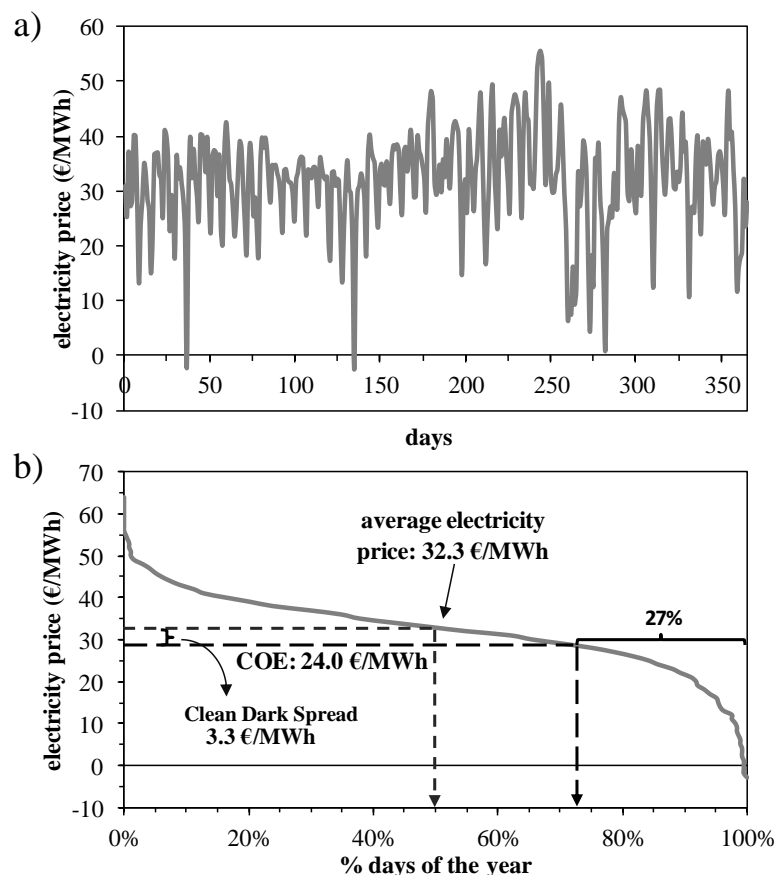 a)
60
50
40
30
20
10
0
-10
electricity price (€/MWh)
0 50 100 150 200 250 300 350
days
b)
70
60
50
40
30
20
10
0
-10
electricity price (€/MWh)
average electricity
price: 32.3 €/MWh
27%
COE: 24.0 €/MWh
Clean Dark Spread
3.3 €/MWh
0% 20% 40% 60% 80% 100%
% days of the year